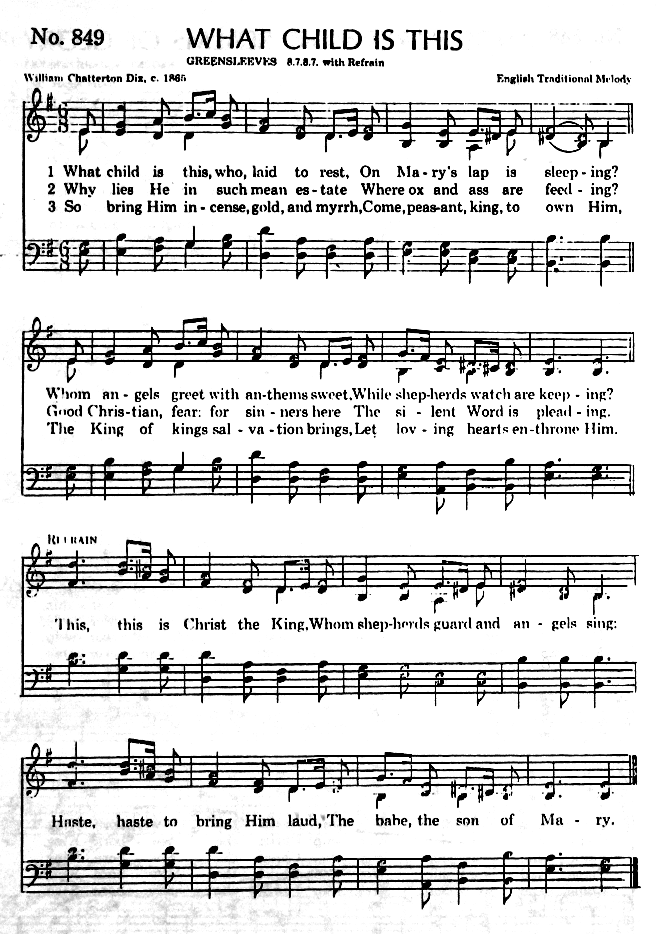 No. 849 WHAT CHILD IS THIS
GREENSLEEVES 8.7.8.7. with Refrain
William Chatterton Dix, c. 1865 English Traditional Melody
1 What child is this, who, laid to rest, On Ma - ry's lap is sleep - ing?
2 Why lies He in such mean es - tate Where ox and ass are feed - ing?
3 So bring Him in - cense, gold, and myrrh, Come, peas - ant, king, to own Him,
Whom an - gels greet with an - thems sweet, While shep - herds watch are keep - ing?
Good Chris - tian, fear: for sin - ners here The si - lent Word is plead - ing.
The King of kings sal - va - tion brings, Let lov - ing hearts en - throne Him.
REFRAIN
This, this is Christ the King, Whom shep - herds guard and an - gels sing:
Haste, haste to bring Him laud, The babe, the son of Ma - ry.